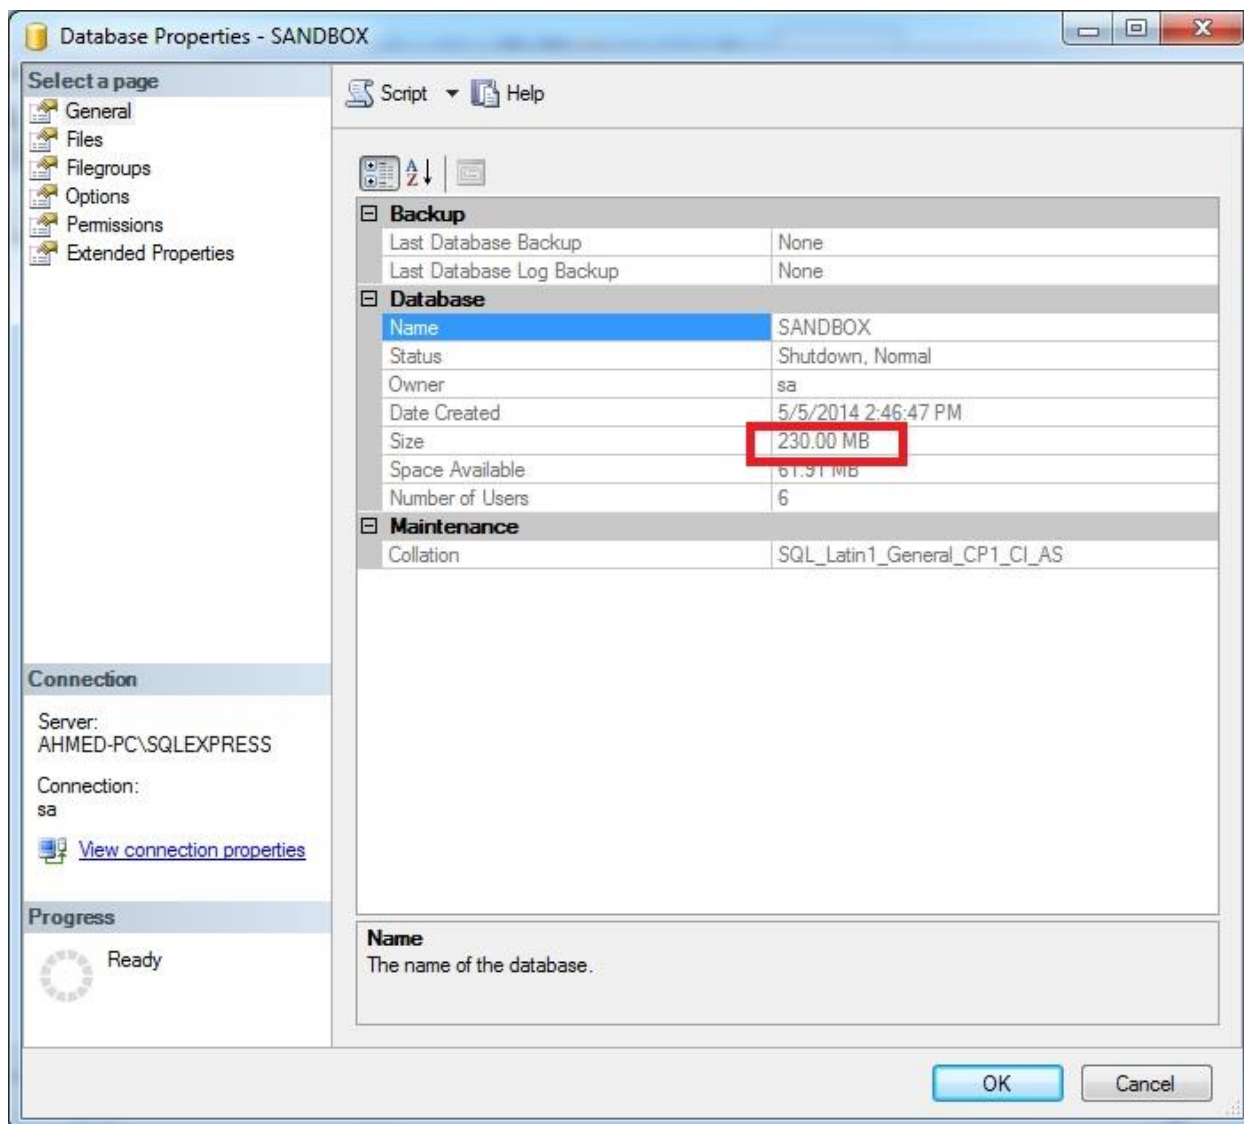 Database Properties - SANDBOX
Select a page
General
Files
Filegroups
Options
Permissions
Extended Properties
Script Help
Backup
Last Database Backup None
Last Database Log Backup None
Database
Name SANDBOX
Status Shutdown, Normal
Owner sa
Date Created 5/5/2014 2:46:47 PM
Size 230.00 MB
Space Available 61.91 MB
Number of Users 6
Maintenance
Collation SQL_Latin1_General_CP1_CI_AS
Connection
Server:
AHMED-PC\SQLEXPRESS
Connection:
sa
View connection properties
Progress
Ready
Name
The name of the database.
OK Cancel